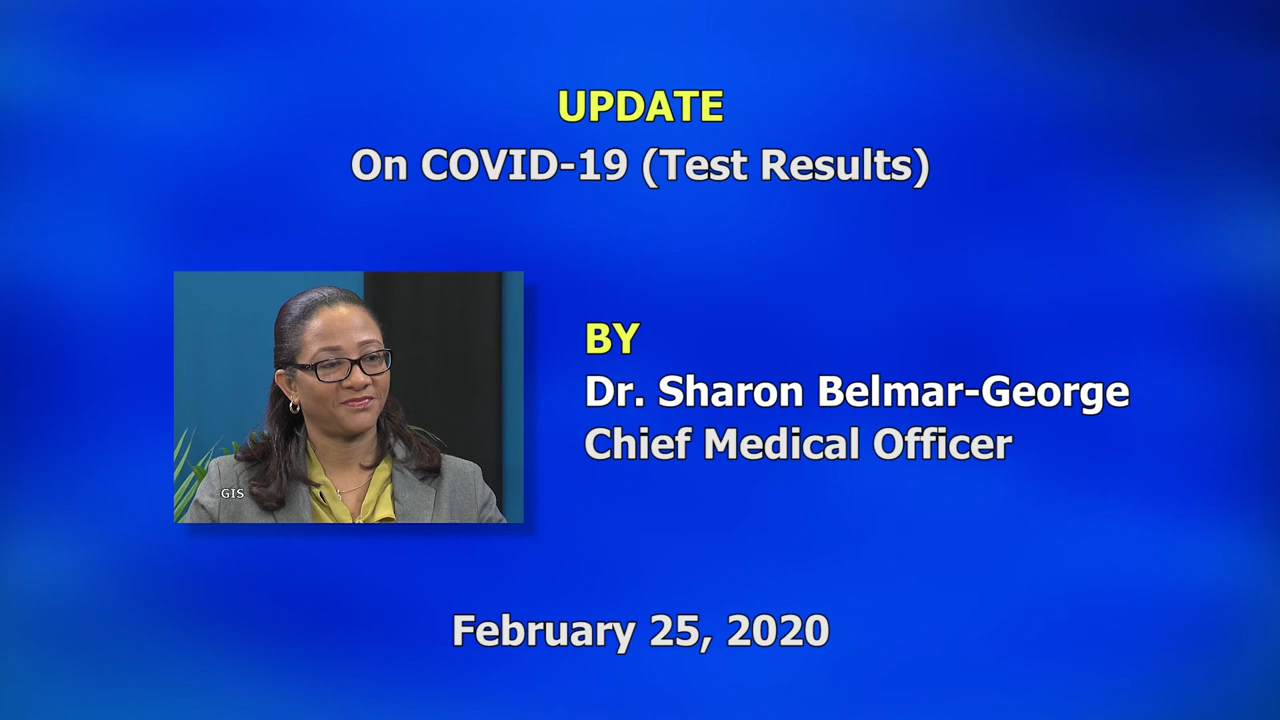 UPDATE
On COVID-19 (Test Results)
BY
Dr. Sharon Belmar-George
Chief Medical Officer
GIS
February 25, 2020